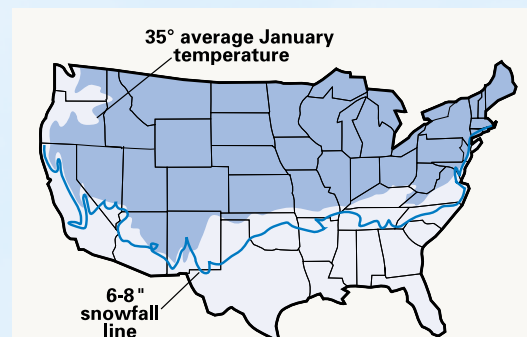 35° average January
temperature
6-8"
snowfall
line